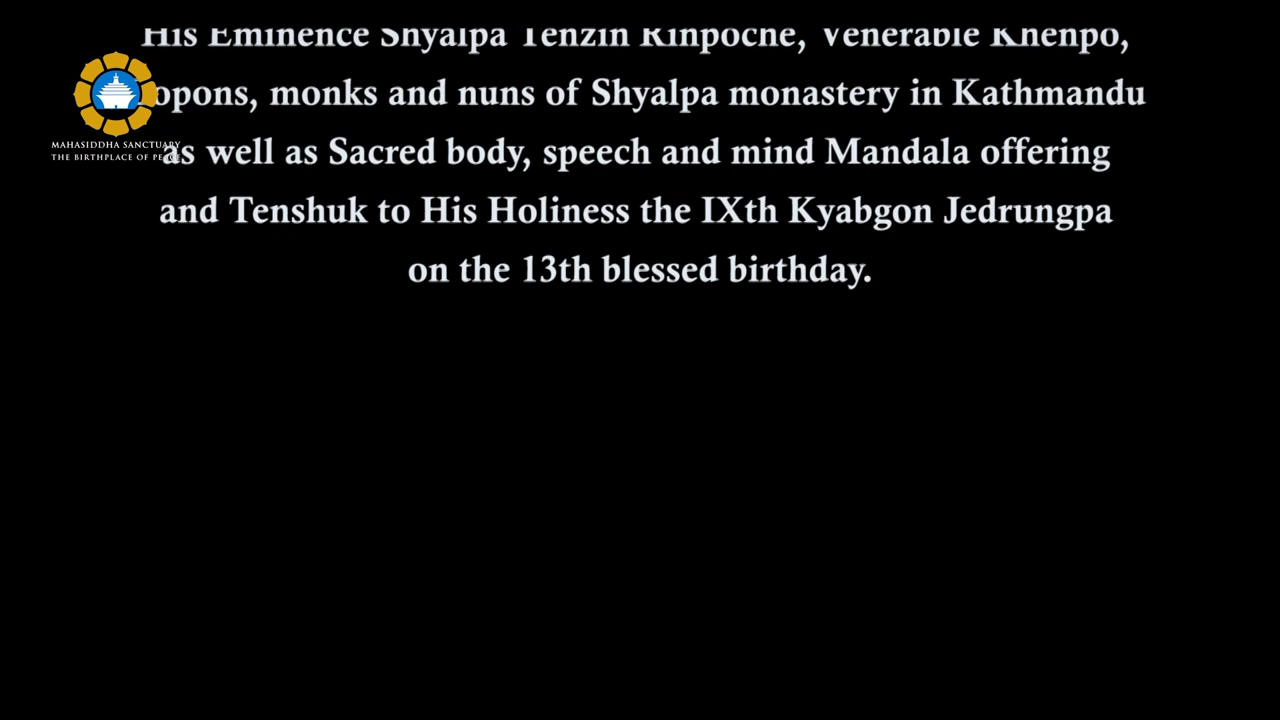 His Eminence Shyalpa Tenzin Rinpoche, Venerable Khenpo,
opons, monks and nuns of Shyalpa monastery in Kathmandu
as well as Sacred body, speech and mind Mandala offering
and Tenshuk to His Holiness the IXth Kyabgon Jedrungpa
on the 13th blessed birthday.
MAHASIDDHA SANCTUARY
THE BIRTHPLACE OF PEACE